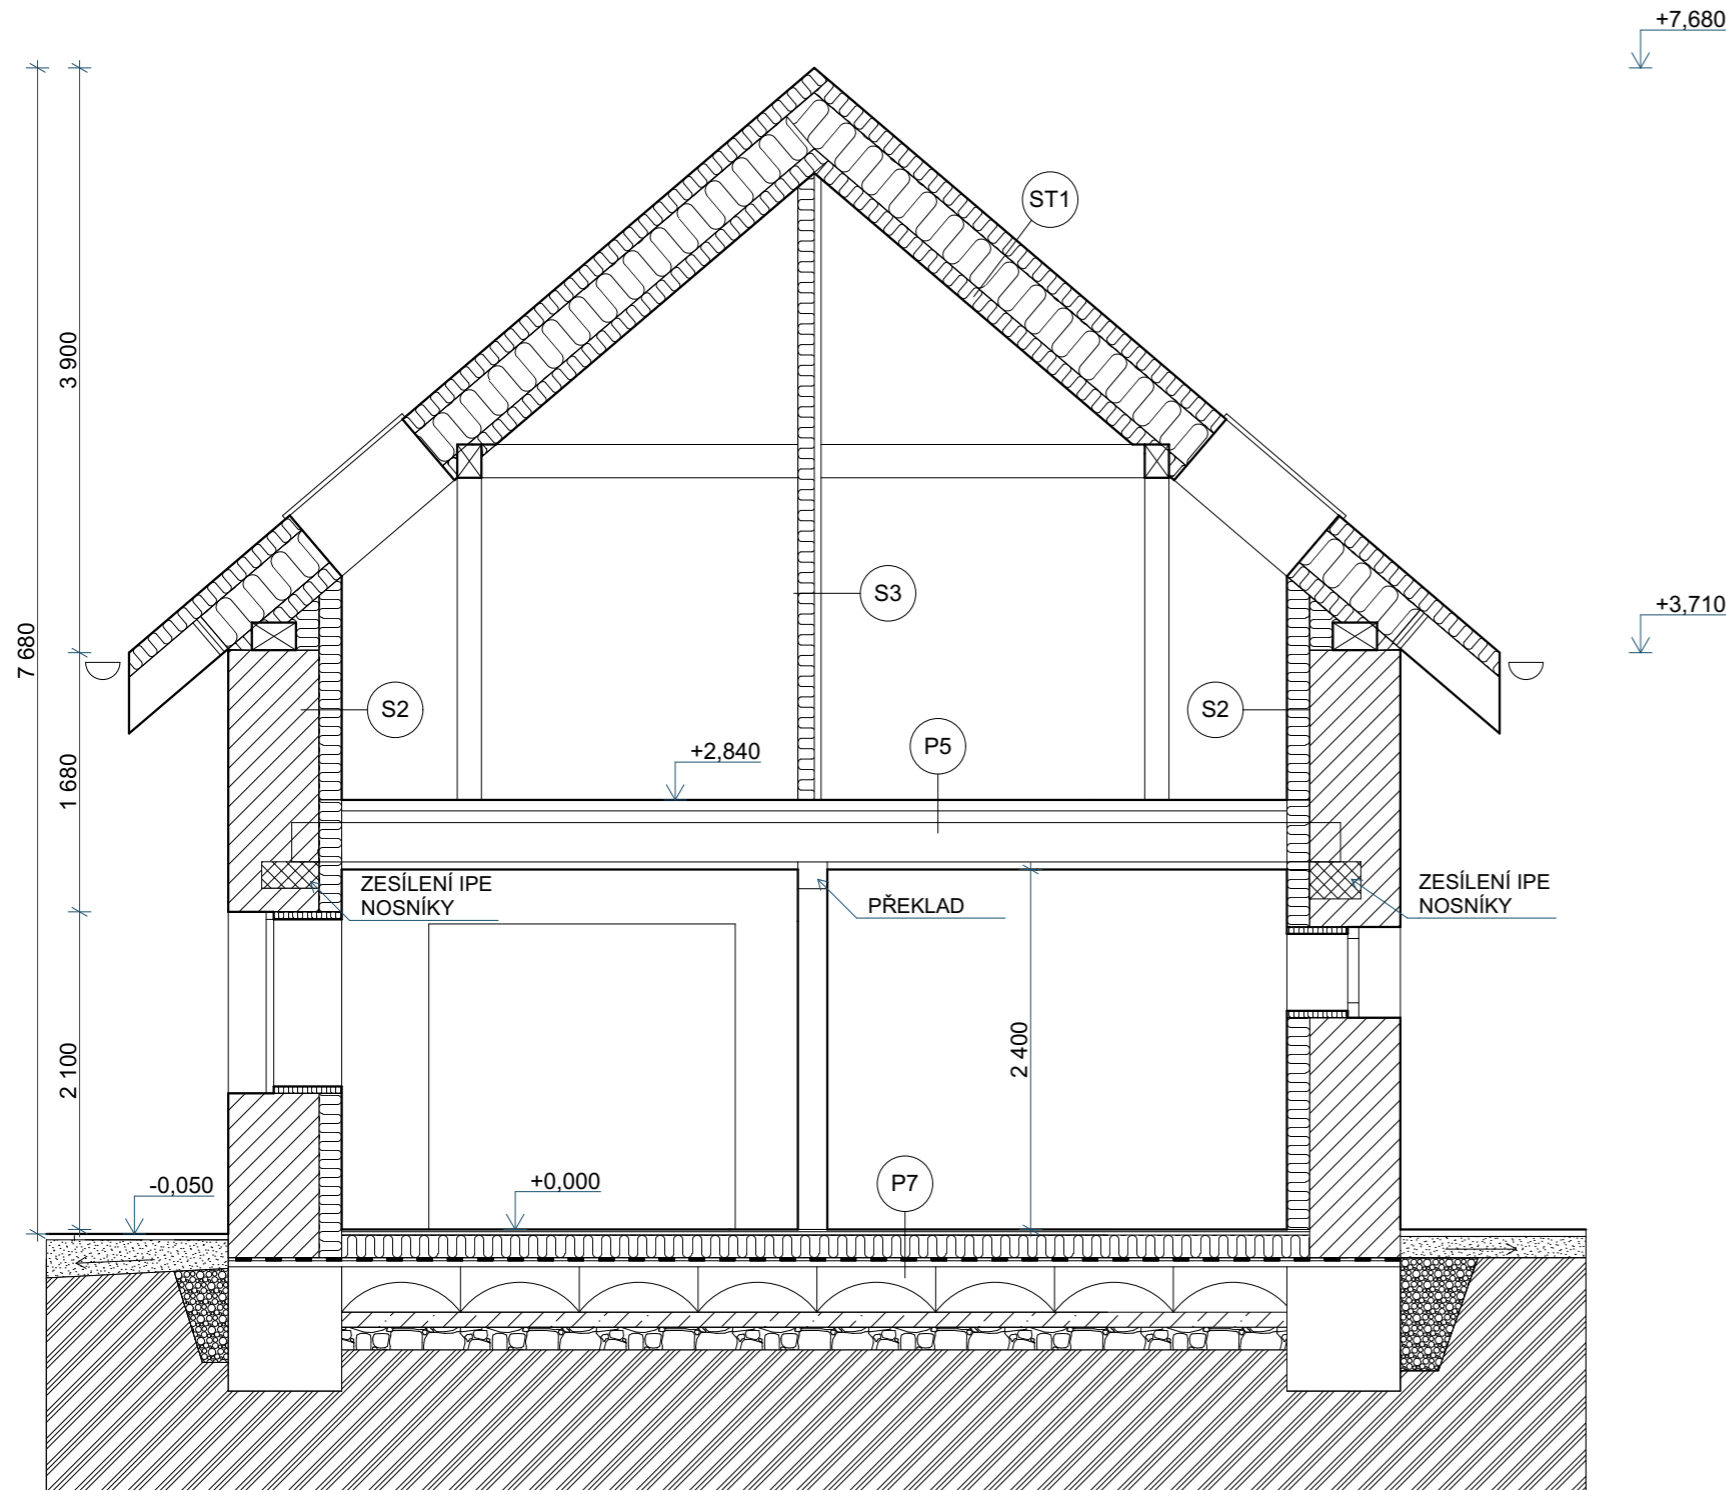 +7,680
ST1
3 900
S3
+3,710
7 680
S2
S2
+2,840
P5
1 680
ZESÍLENÍ IPE
NOSNÍKY
PŘEKLAD
ZESÍLENÍ IPE
NOSNÍKY
2 400
2 100
-0,050
+0,000
P7